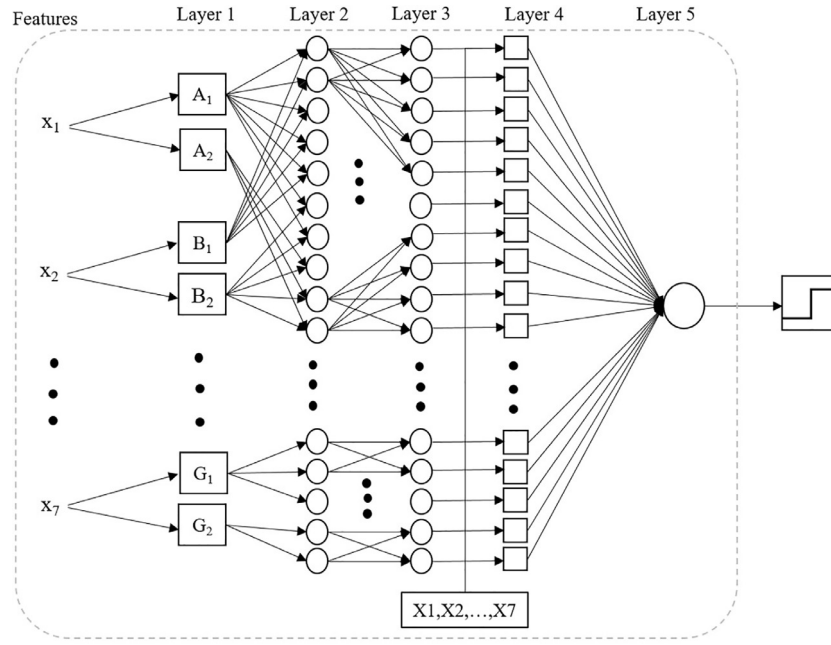 Features Layer 1 Layer 2 Layer 3 Layer 4 Layer 5
A₁
x₁
A₂
B₁
x₂
B₂
G₁
x₇
G₂
X1,X2,...,X7